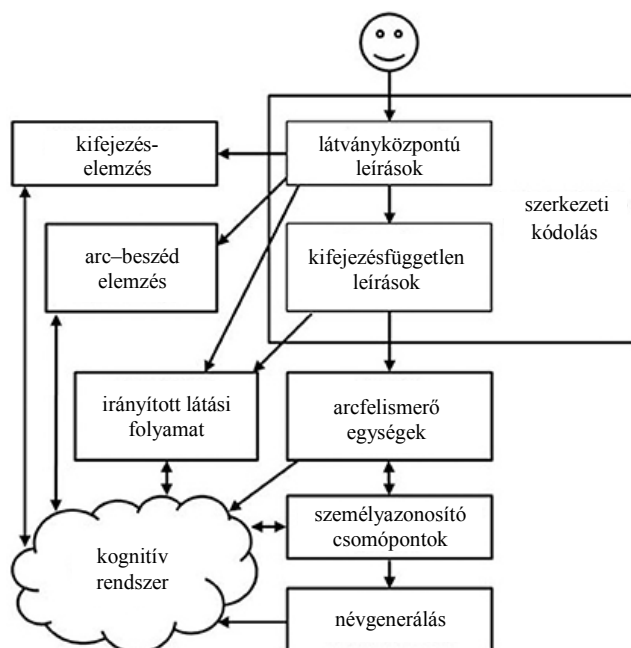 kifejezés-
elemzés
látványközpontú
leírások
szerkezeti
kódolás
arc–beszéd
elemzés
kifejezésfüggetlen
leírások
irányított látási
folyamat
arcfelismerő
egységek
személyazonosító
csomópontok
kognitív
rendszer
névgenerálás